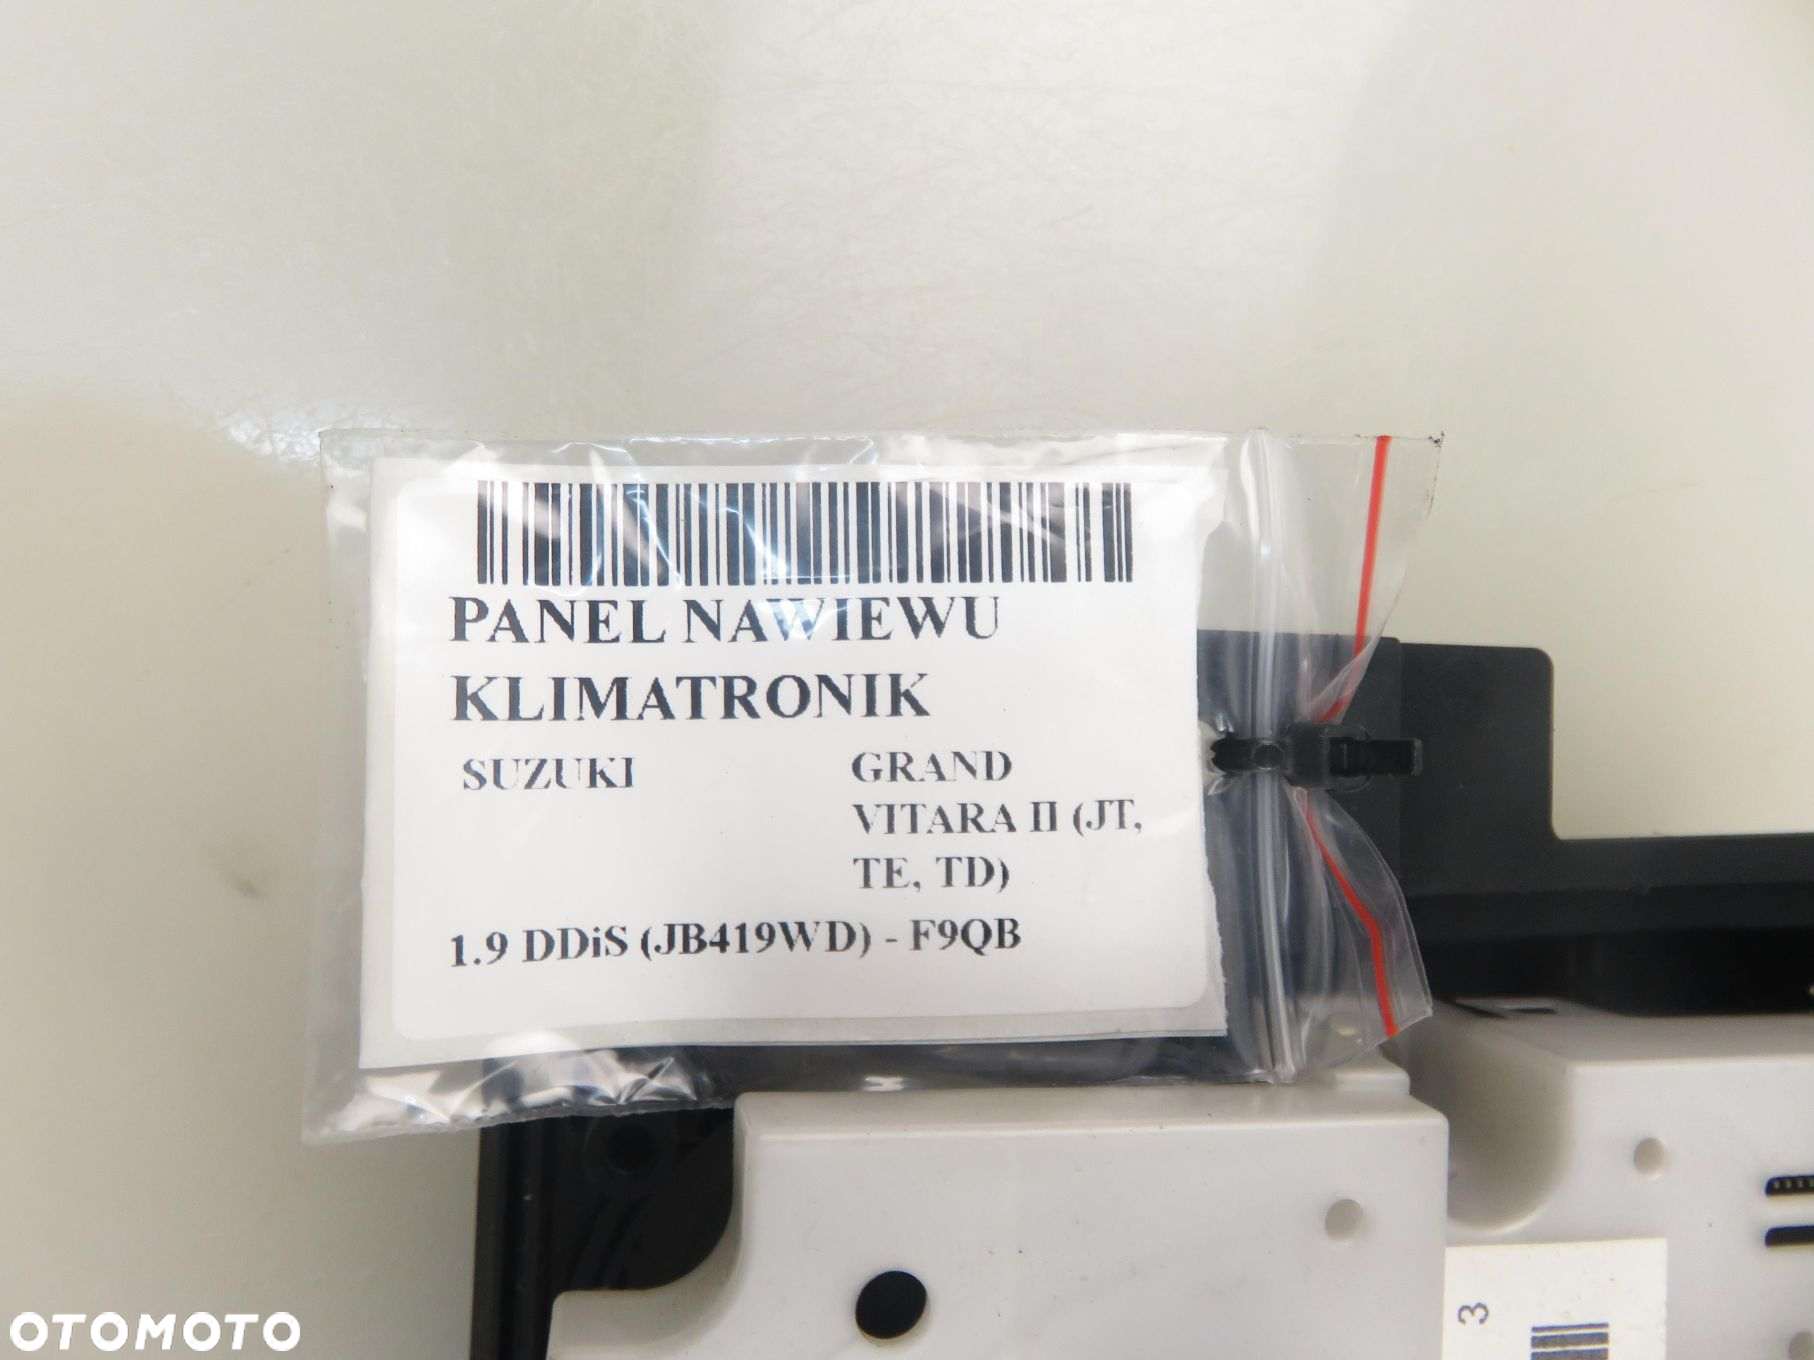 PANEL NAWIEWU
KLIMATRONIK
SUZUKI
GRAND
VITARA II (JT,
TE, TD)
1.9 DDiS (JB419WD) - F9QB
3
OTOMOTO